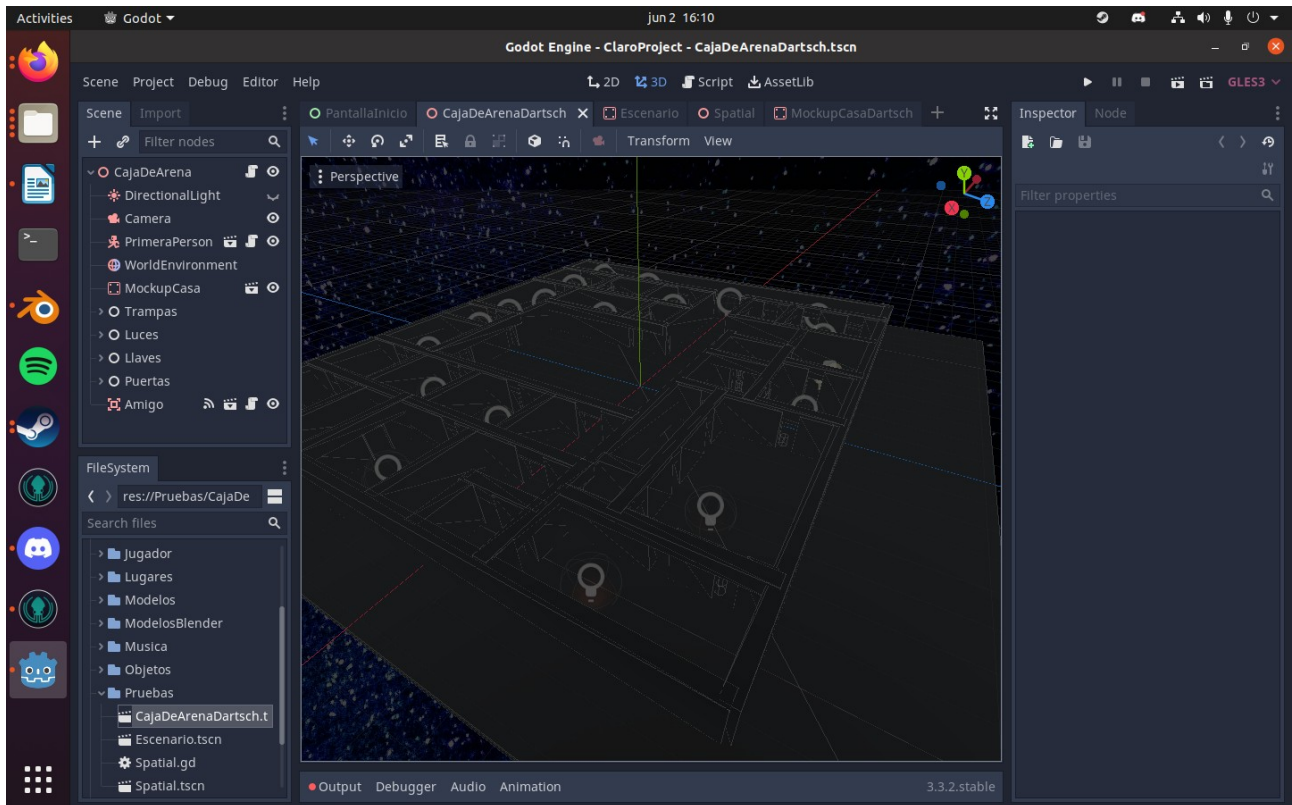 Activities Godot jun 2 16:10
Godot Engine - ClaroProject - CajaDeArenaDartsch.tscn
Scene Project Debug Editor Help 2D 3D Script AssetLib GLES3
Scene Import PantallaInicio CajaDeArenaDartsch Escenario Spatial MockupCasaDartsch Inspector Node
Filter nodes Transform View
CajaDeArena
DirectionalLight
Camera
PrimeraPerson
WorldEnvironment
MockupCasa
Trampas
Luces
Llaves
Puertas
Amigo
Perspective
Y
Z
X
Filter properties
FileSystem
res://Pruebas/CajaDe
Search files
Jugador
Lugares
Modelos
ModelosBlender
Musica
Objetos
Pruebas
CajaDeArenaDartsch.t
Escenario.tscn
Spatial.gd
Spatial.tscn
Output Debugger Audio Animation 3.3.2.stable